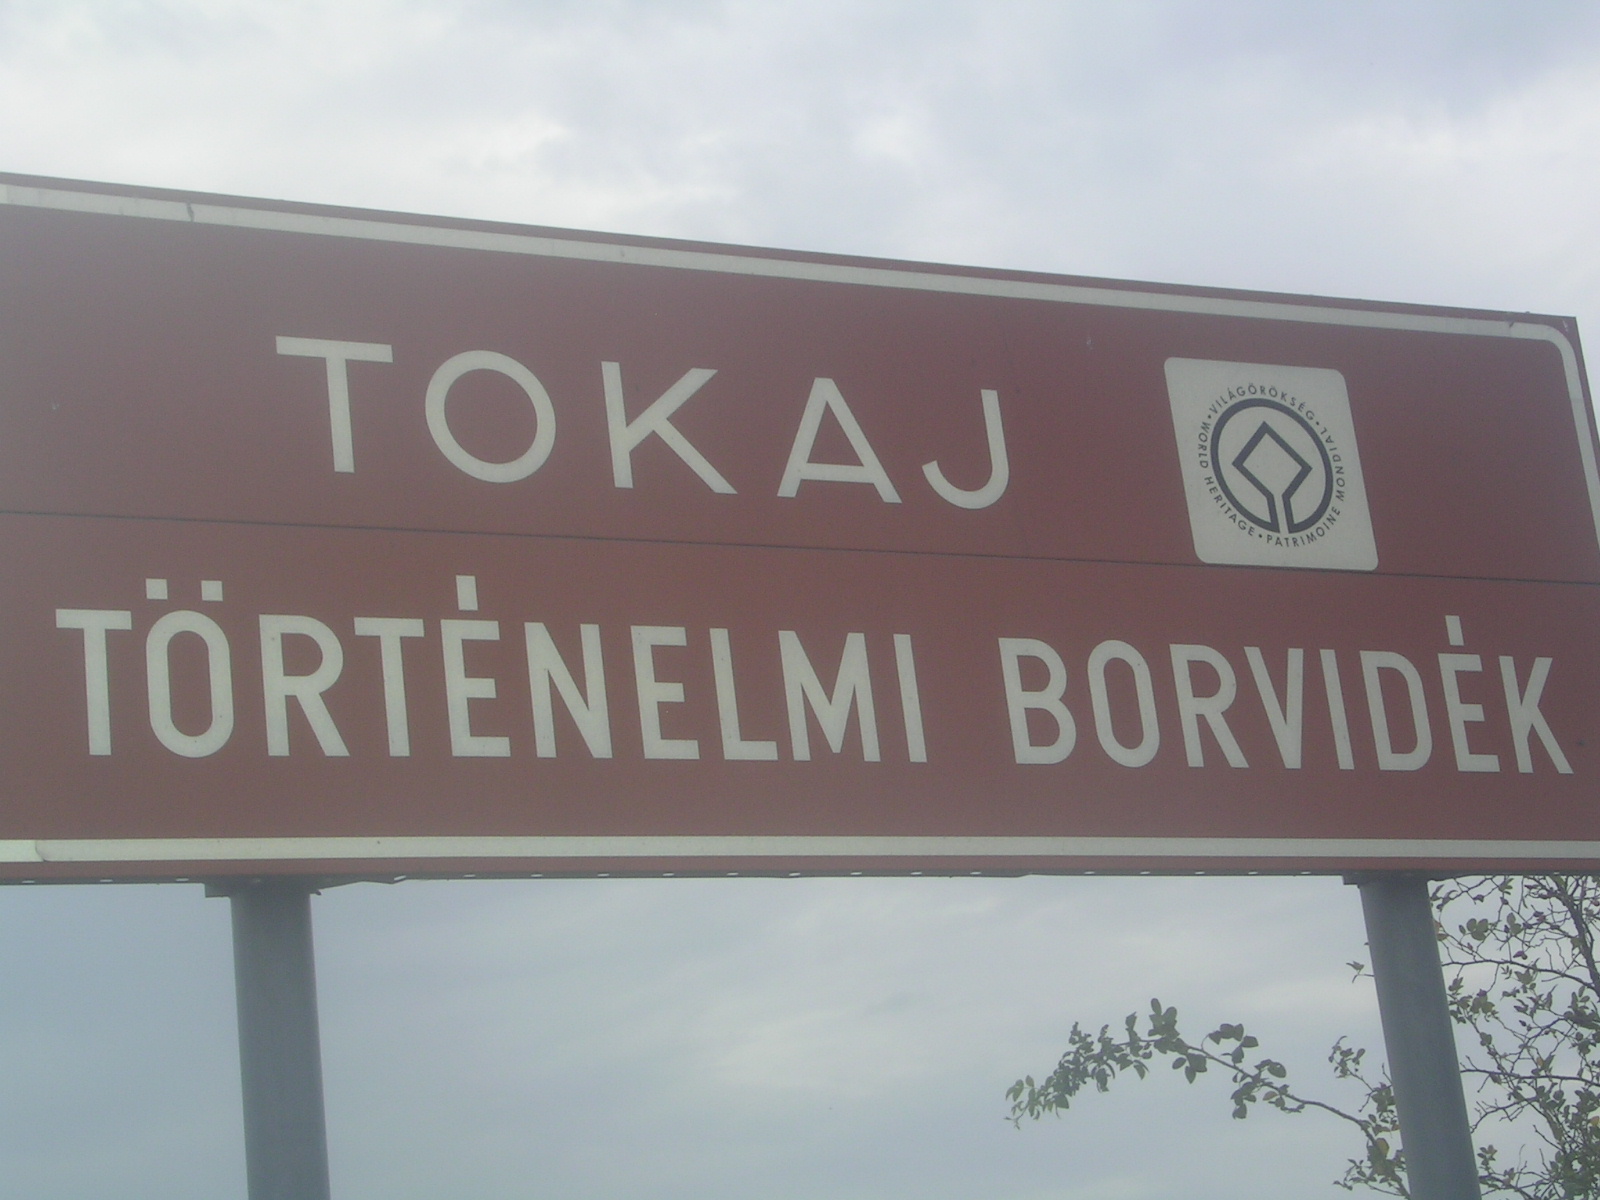 TOKAJ
TÖRTÉNELMI BORVIDÉK
• VILÁGÖRÖKSÉG • WORLD HERITAGE • PATRIMOINE MONDIAL